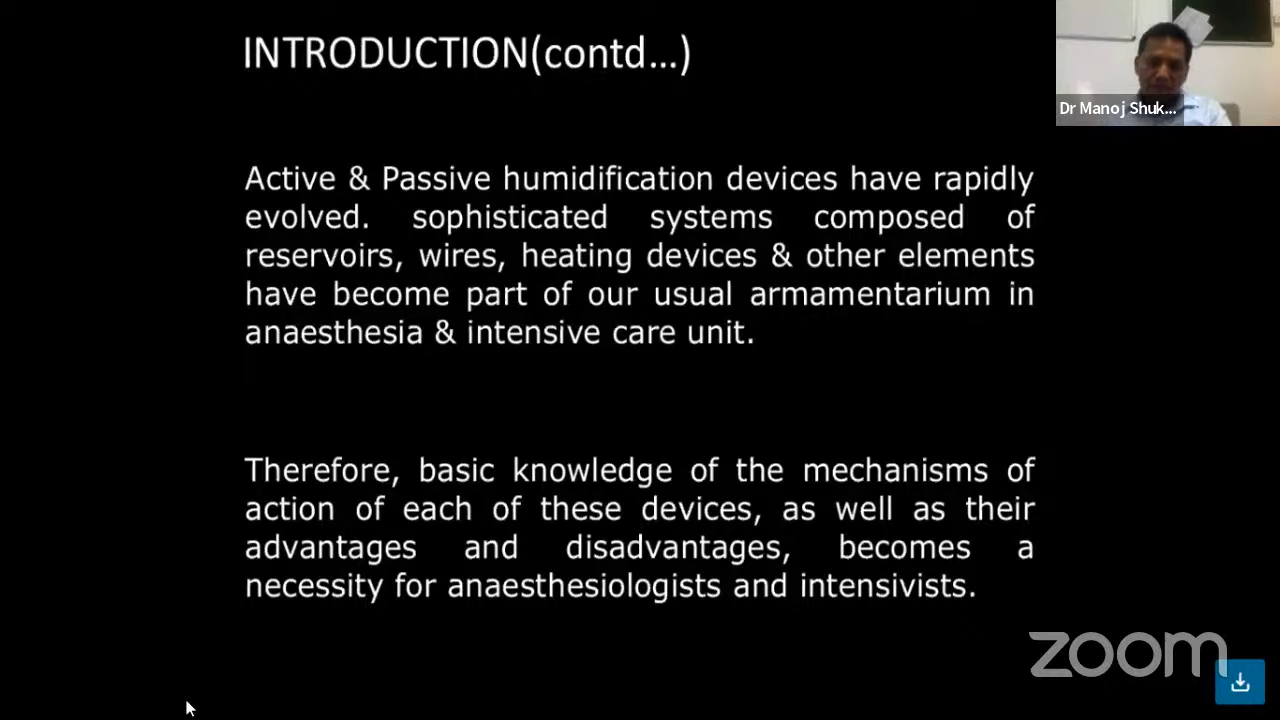 INTRODUCTION(contd...)
Dr Manoj Shuk...
Active & Passive humidification devices have rapidly
evolved. sophisticated systems composed of
reservoirs, wires, heating devices & other elements
have become part of our usual armamentarium in
anaesthesia & intensive care unit.
Therefore, basic knowledge of the mechanisms of
action of each of these devices, as well as their
advantages and disadvantages, becomes a
necessity for anaesthesiologists and intensivists.
zoom